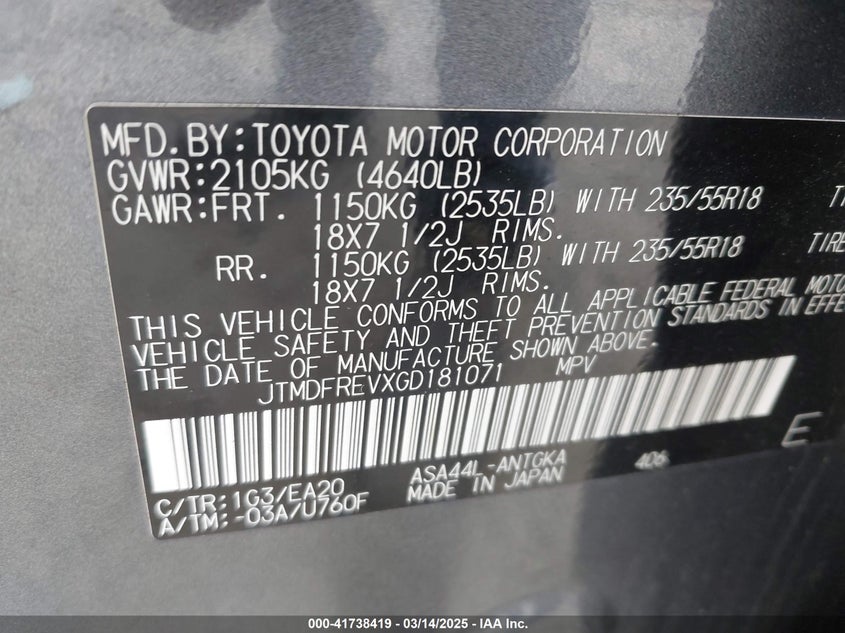 MFD.BY:TOYOTA MOTOR CORPORATION
GVWR:2105KG (4640LB)
GAWR:FRT. 1150KG (2535LB) WITH 235/55R18
18X7 1/2J RIMS.
RR. 1150KG (2535LB) WITH 235/55R18 TIRE
18X7 1/2J RIMS.
THIS VEHICLE CONFORMS TO ALL APPLICABLE FEDERAL MOTO
VEHICLE SAFETY AND THEFT PREVENTION STANDARDS IN EFFE
THE DATE OF MANUFACTURE SHOWN ABOVE.
JTMDFREVXGD181071 MPV
E
ASA44L-ANTGKA 406
C/TR:1G3/EA20 MADE IN JAPAN
A/TM:-03A/U760F
000-41738419 / 03/14/2025 - IAA Inc.